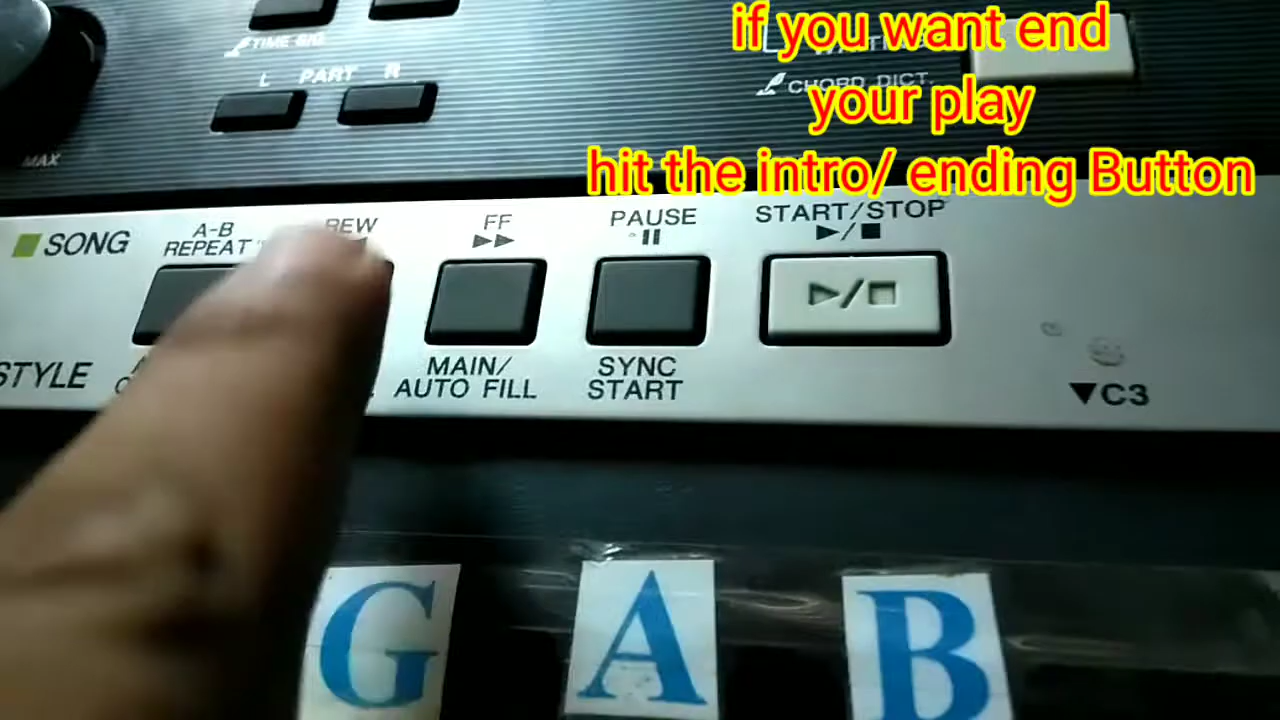 if you want end
your play
hit the intro/ ending Button
TIME SIG.
L PART R
CHORD DICT.
MAX
SONG
A-B
REPEAT
REW
FF
PAUSE
START/STOP
STYLE
MAIN/
AUTO FILL
SYNC
START
C3
G
A
B